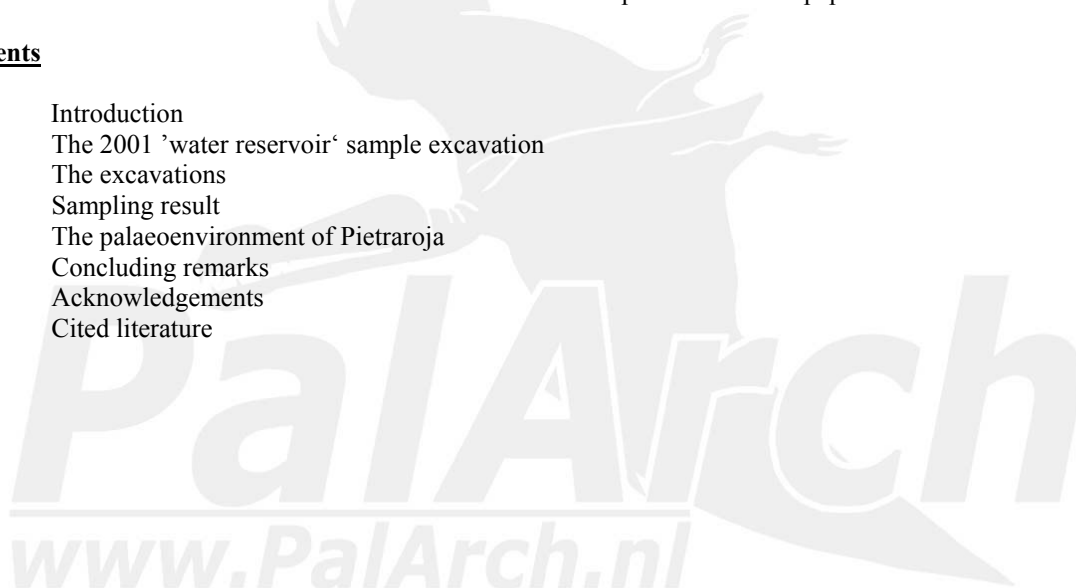 ents
Introduction
The 2001 ’water reservoir‘ sample excavation
The excavations
Sampling result
The palaeoenvironment of Pietraroja
Concluding remarks
Acknowledgements
Cited literature
PalArch
www.PalArch.nl